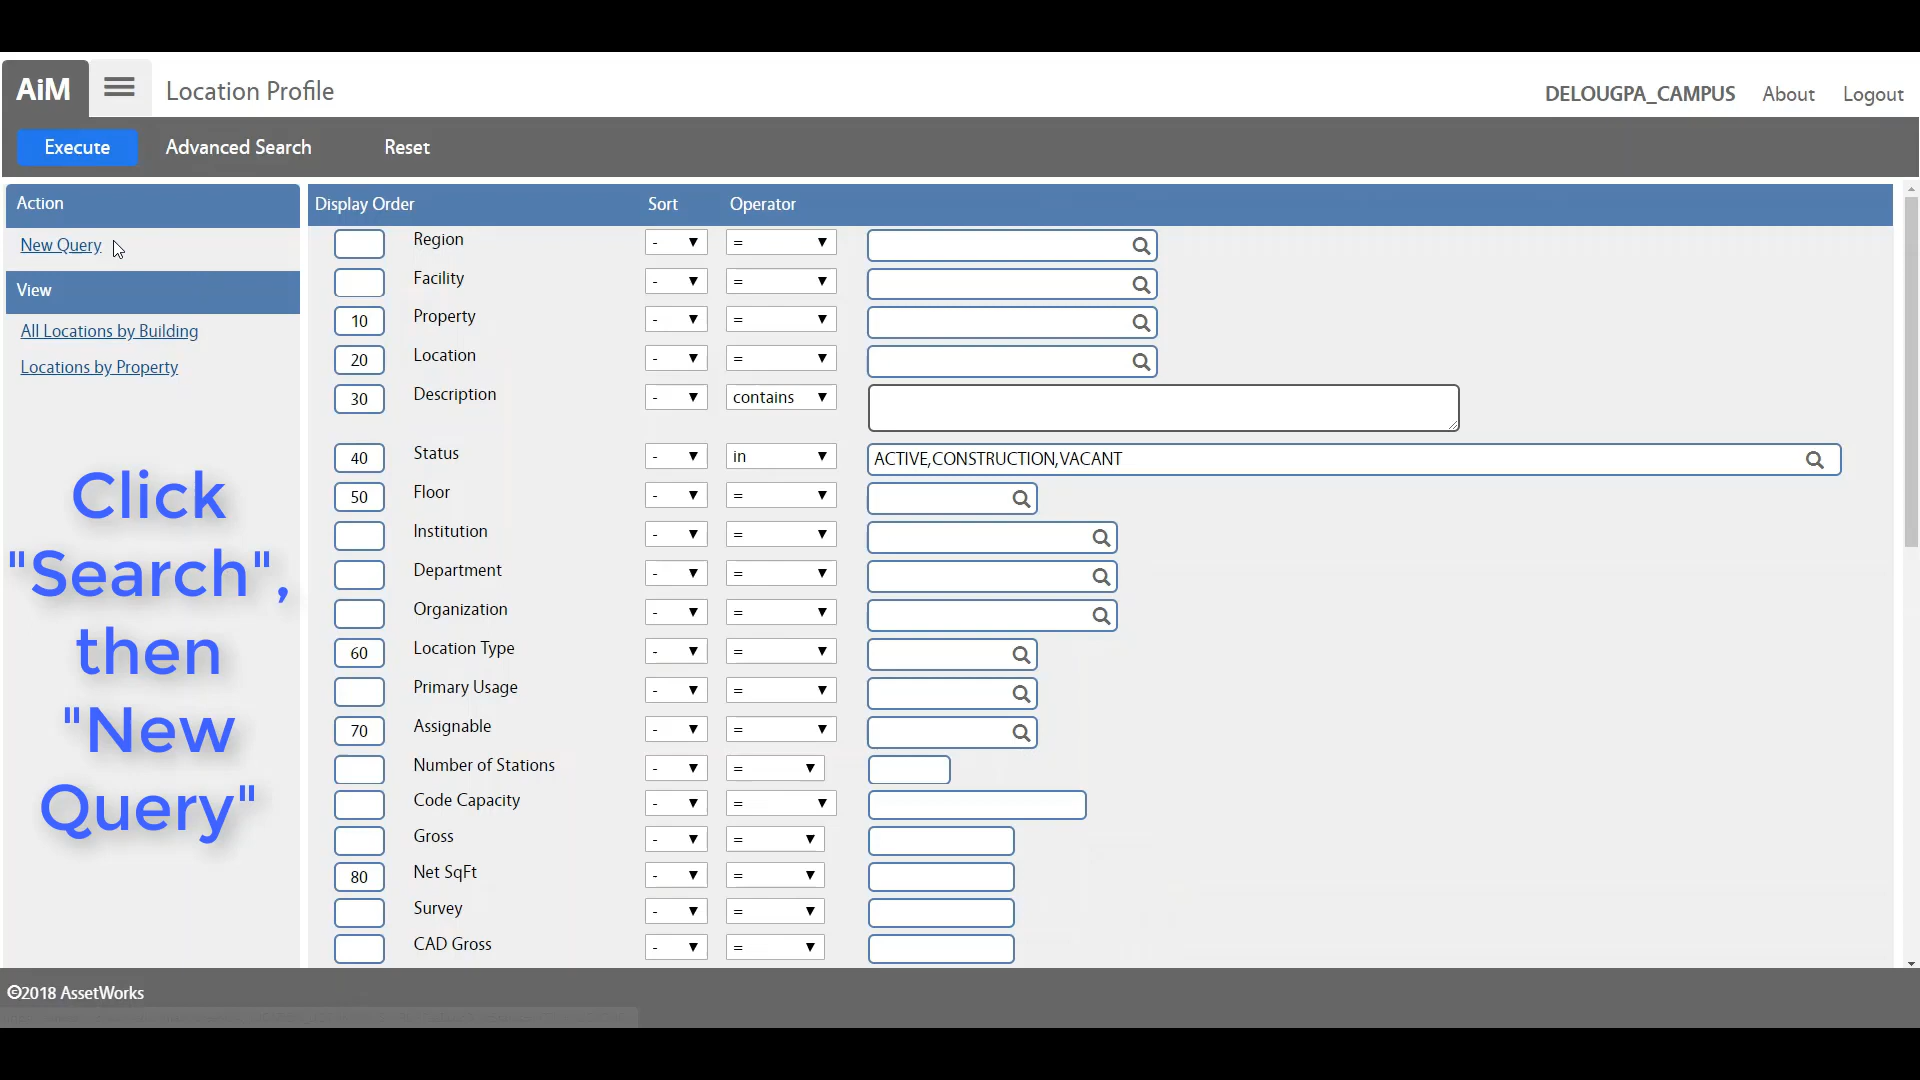 AiM
Location Profile
DELOUGPA_CAMPUS About Logout
Execute Advanced Search Reset
Action
New Query
View
All Locations by Building
Locations by Property
Click
"Search",
then
"New
Query"
Display Order Sort Operator
Region - =
Facility - =
10 Property - =
20 Location - =
30 Description - contains
40 Status - in ACTIVE,CONSTRUCTION,VACANT
50 Floor - =
Institution - =
Department - =
Organization - =
60 Location Type - =
Primary Usage - =
70 Assignable - =
Number of Stations - =
Code Capacity - =
Gross - =
80 Net SqFt - =
Survey - =
CAD Gross - =
©2018 AssetWorks